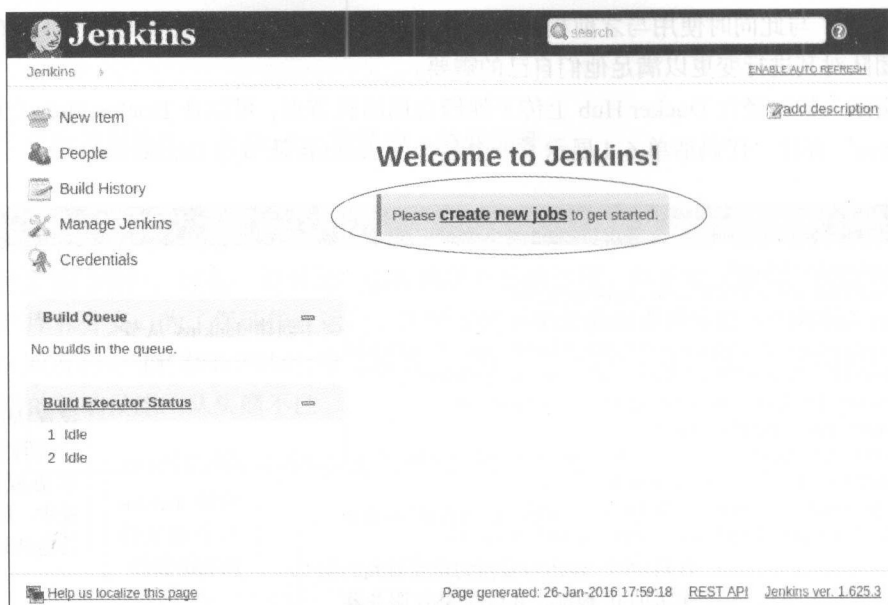 Jenkins
search
Jenkins
ENABLE AUTO REFRESH
New Item
People
Build History
Manage Jenkins
Credentials
add description
Welcome to Jenkins!
Please create new jobs to get started.
Build Queue
No builds in the queue.
Build Executor Status
1 Idle
2 Idle
Help us localize this page
Page generated: 26-Jan-2016 17:59:18 REST API Jenkins ver. 1.625.3